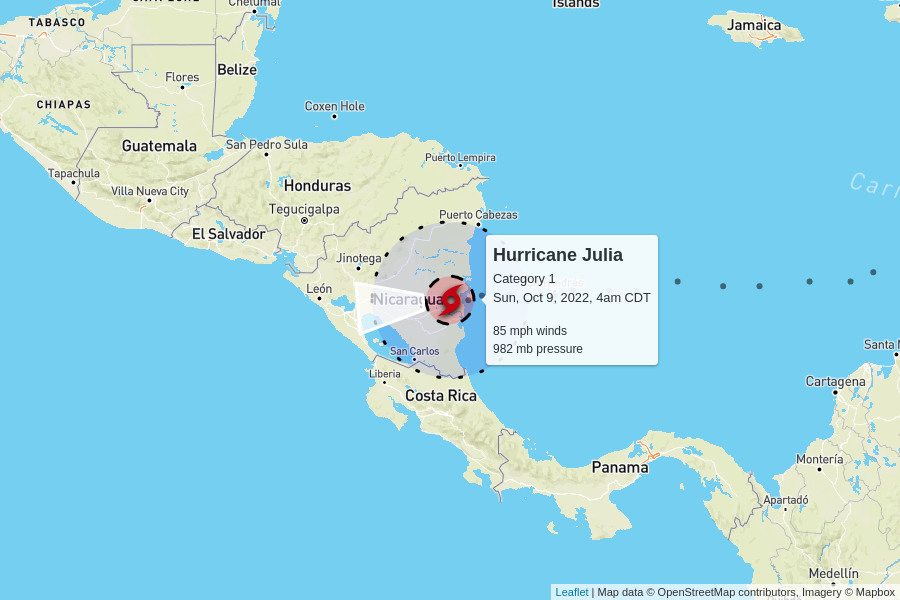 Islands
CAMPECHE
Chetumal
TABASCO
Jamaica
Belize
Flores
CHIAPAS
Coxen Hole
Guatemala
San Pedro Sula
Puerto Lempira
Tapachula
Villa Nueva City
Honduras
Tegucigalpa
Puerto Cabezas
El Salvador
Jinotega
León
Nicaragua
Hurricane Julia
Category 1
Sun, Oct 9, 2022, 4am CDT
85 mph winds
982 mb pressure
San Carlos
Liberia
Costa Rica
Santa
Cartagena
Panama
Montería
Apartadó
Medellín
Leaflet | Map data © OpenStreetMap contributors, Imagery © Mapbox